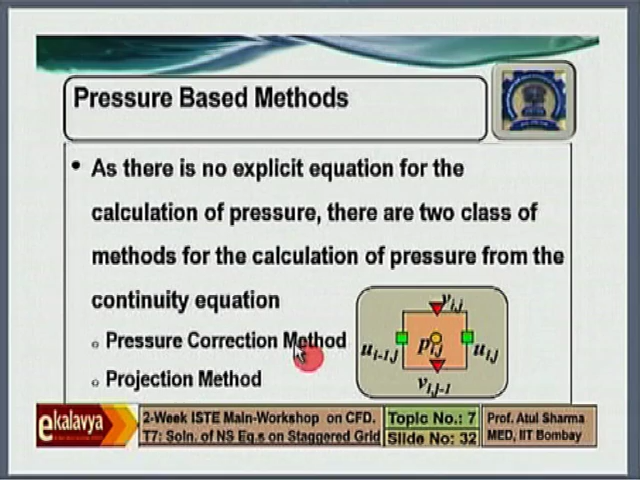 Pressure Based Methods
• As there is no explicit equation for the
calculation of pressure, there are two class of
methods for the calculation of pressure from the
continuity equation
o Pressure Correction Method
o Projection Method
v i,j
u i-1,j p i,j u i,j
v i,j-1
ekalavya
2-Week ISTE Main-Workshop on CFD.
T7: Soln. of NS Eq.s on Staggered Grid
Topic No.: 7
Slide No: 32
Prof. Atul Sharma
MED, IIT Bombay